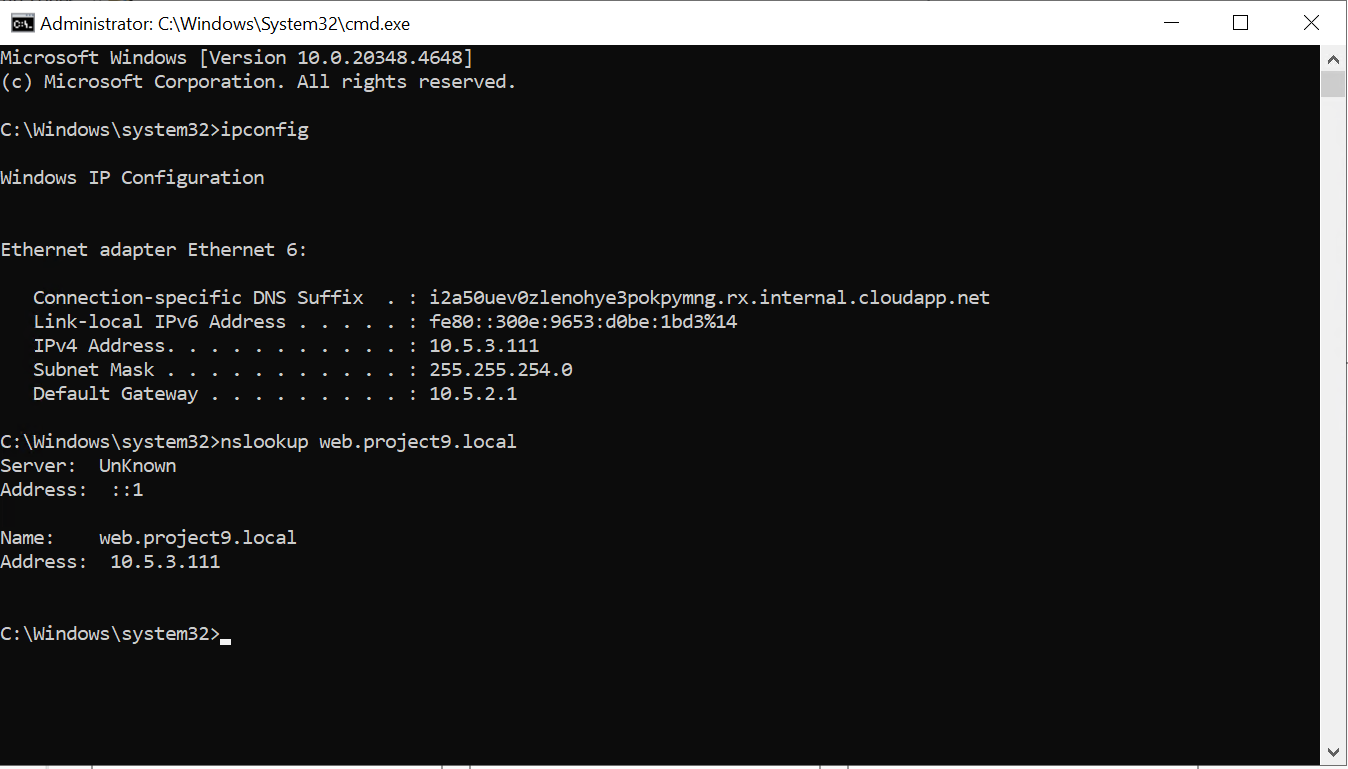 Administrator: C:\Windows\System32\cmd.exe
Microsoft Windows [Version 10.0.20348.4648]
(c) Microsoft Corporation. All rights reserved.
C:\Windows\system32>ipconfig
Windows IP Configuration
Ethernet adapter Ethernet 6:
   Connection-specific DNS Suffix  . : i2a50uev0zlenohye3pokpymng.rx.internal.cloudapp.net
   Link-local IPv6 Address . . . . . : fe80::300e:9653:d0be:1bd3%14
   IPv4 Address. . . . . . . . . . . : 10.5.3.111
   Subnet Mask . . . . . . . . . . . : 255.255.254.0
   Default Gateway . . . . . . . . . : 10.5.2.1
C:\Windows\system32>nslookup web.project9.local
Server:  UnKnown
Address:  ::1
Name:    web.project9.local
Address:  10.5.3.111
C:\Windows\system32>